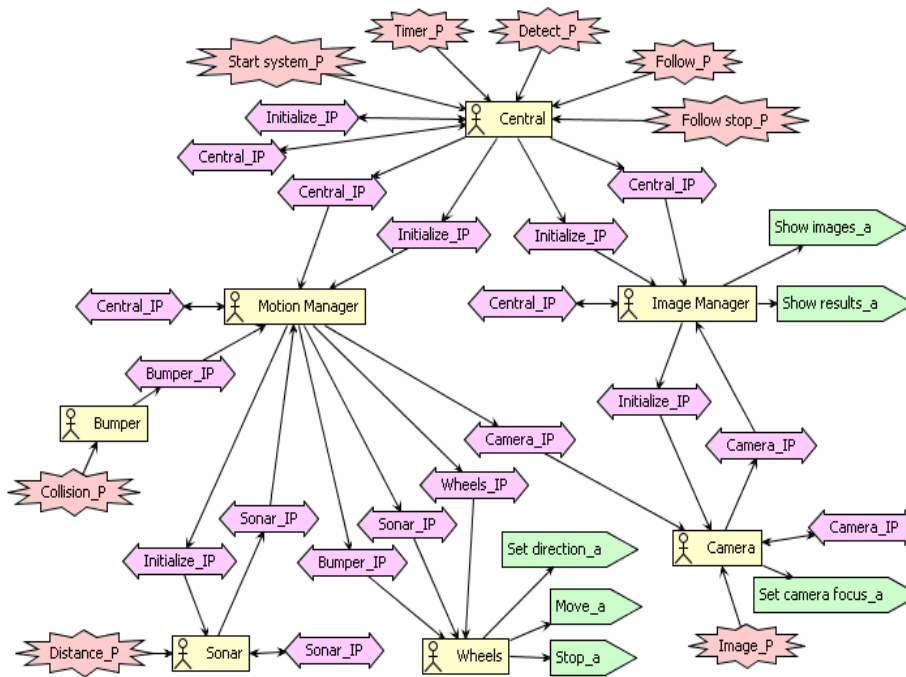 Timer_P
Detect_P
Start system_P
Follow_P
Initialize_IP
Central
Follow stop_P
Central_IP
Central_IP
Central_IP
Initialize_IP
Initialize_IP
Show images_a
Central_IP
Motion Manager
Central_IP
Image Manager
Show results_a
Bumper_IP
Initialize_IP
Bumper
Camera_IP
Camera_IP
Collision_P
Wheels_IP
Sonar_IP
Sonar_IP
Camera_IP
Initialize_IP
Bumper_IP
Set direction_a
Camera
Set camera focus_a
Move_a
Distance_P
Sonar
Sonar_IP
Wheels
Stop_a
Image_P